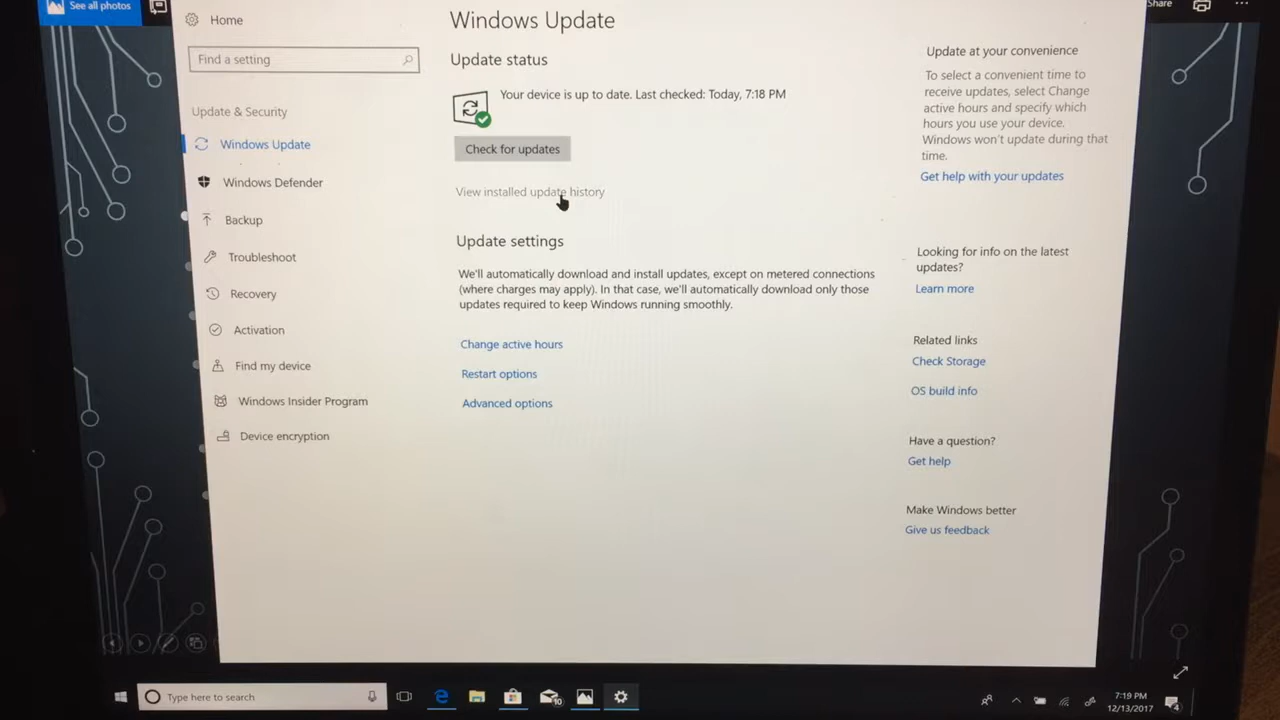 See all photos
Share
Home
Find a setting
Update & Security
Windows Update
Windows Defender
Backup
Troubleshoot
Recovery
Activation
Find my device
Windows Insider Program
Device encryption
Windows Update
Update status
Your device is up to date. Last checked: Today, 7:18 PM
Check for updates
View installed update history
Update settings
We'll automatically download and install updates, except on metered connections
(where charges may apply). In that case, we'll automatically download only those
updates required to keep Windows running smoothly.
Change active hours
Restart options
Advanced options
Update at your convenience
To select a convenient time to
receive updates, select Change
active hours and specify which
hours you use your device.
Windows won't update during that
time.
Get help with your updates
Looking for info on the latest
updates?
Learn more
Related links
Check Storage
OS build info
Have a question?
Get help
Make Windows better
Give us feedback
Type here to search
10
7:19 PM
12/13/2017
4